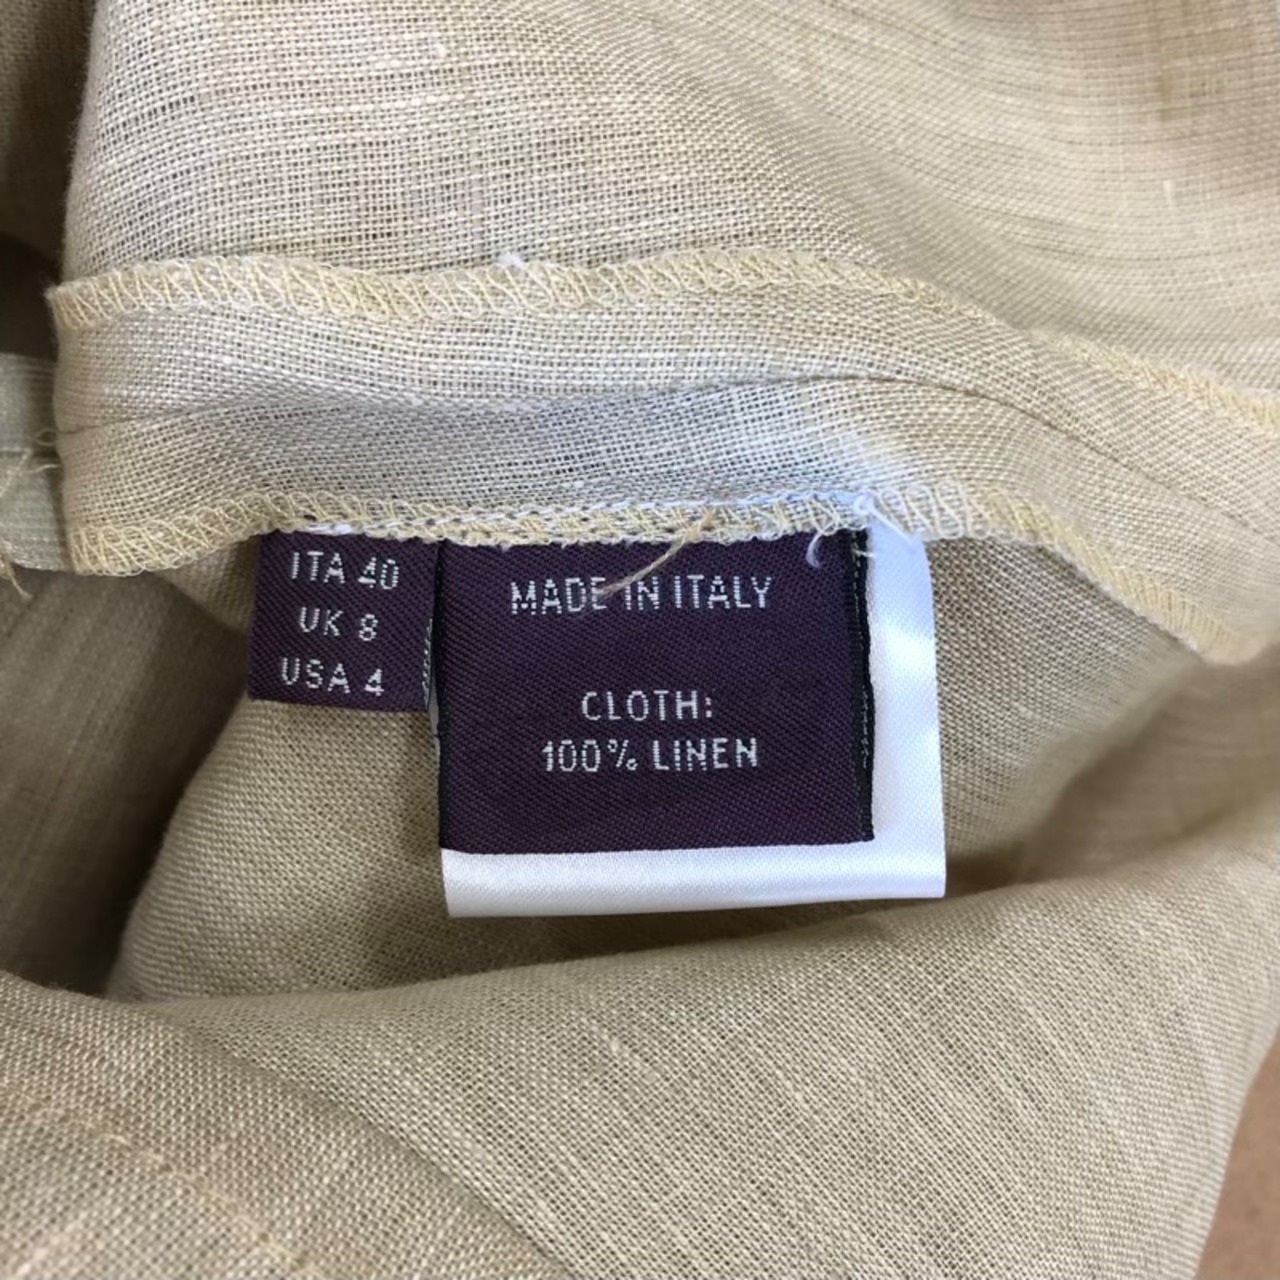 ITA 40
UK 8
USA 4
MADE IN ITALY
CLOTH:
100% LINEN